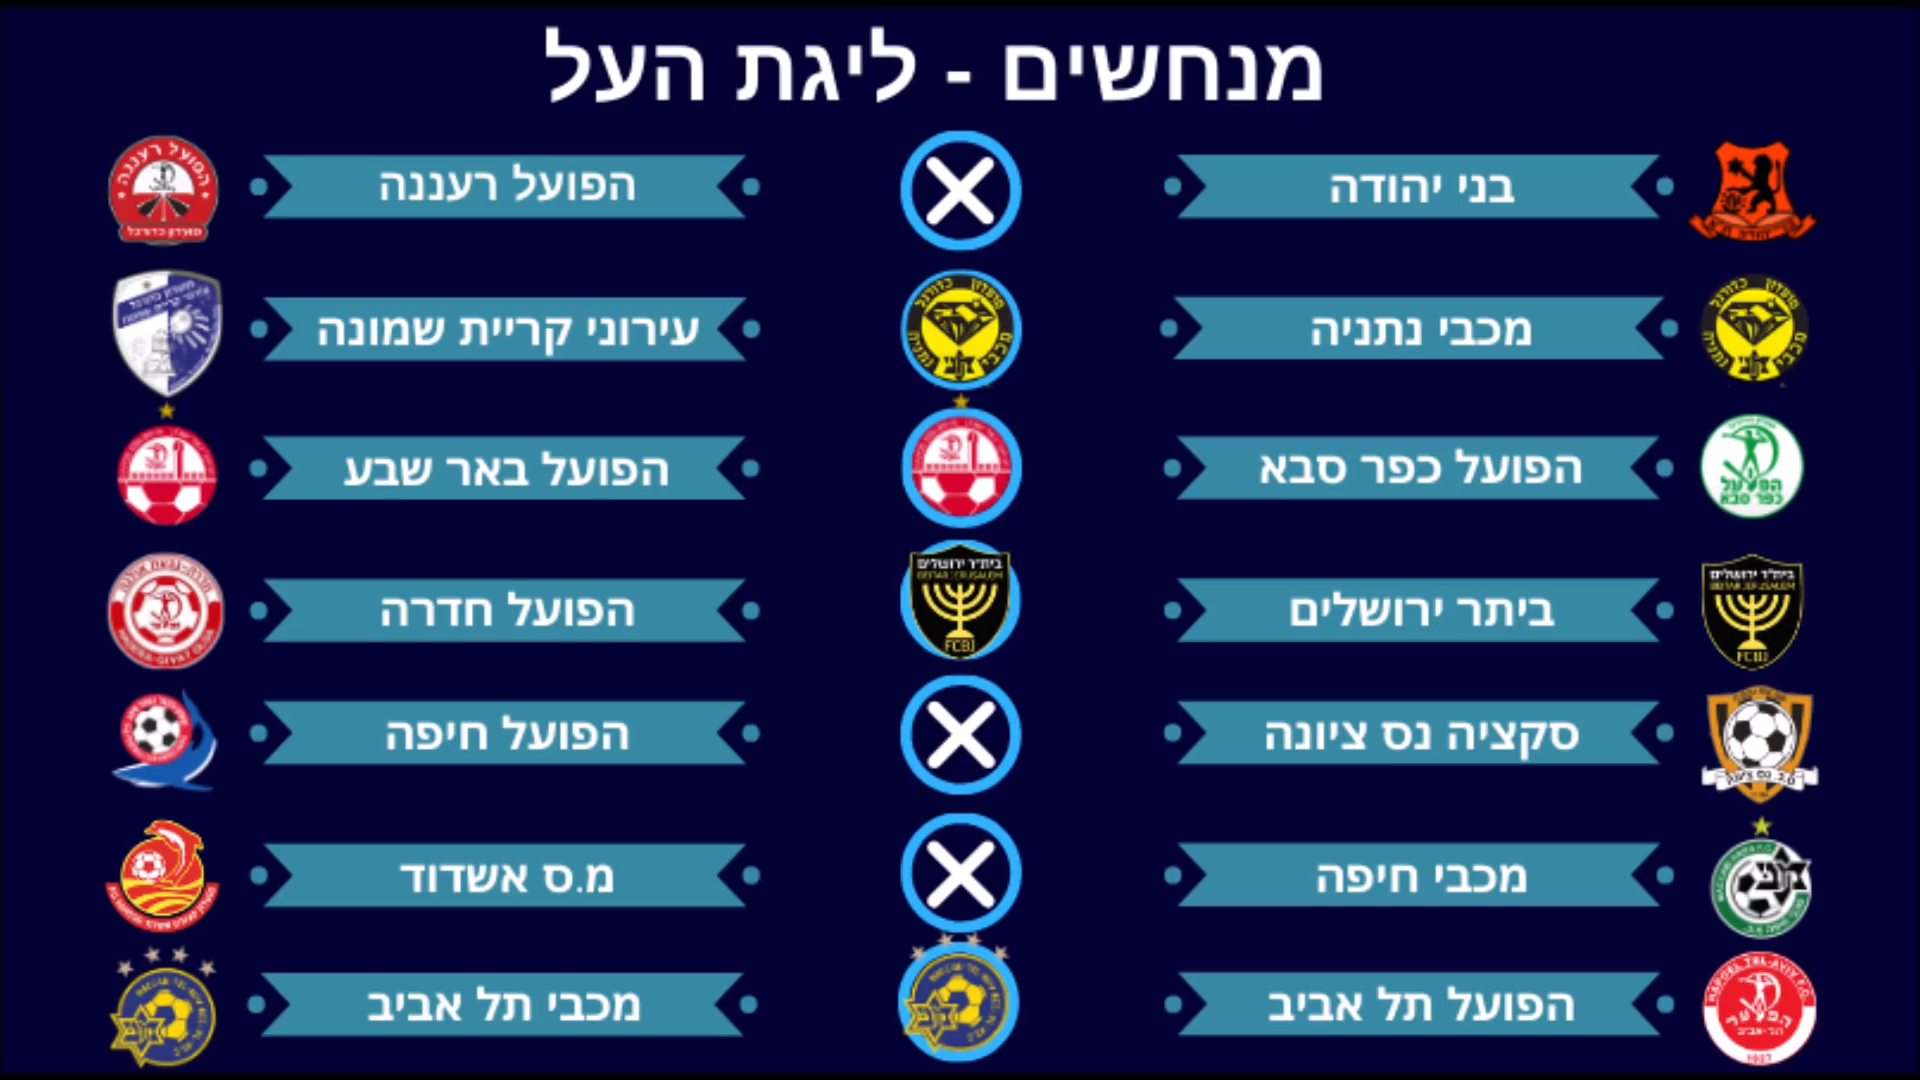 מנחשים - ליגת העל
בני יהודה
הפועל רעננה
מכבי נתניה
עירוני קריית שמונה
הפועל כפר סבא
הפועל באר שבע
ביתר ירושלים
הפועל חדרה
סקציה נס ציונה
הפועל חיפה
מכבי חיפה
מ.ס אשדוד
הפועל תל אביב
מכבי תל אביב